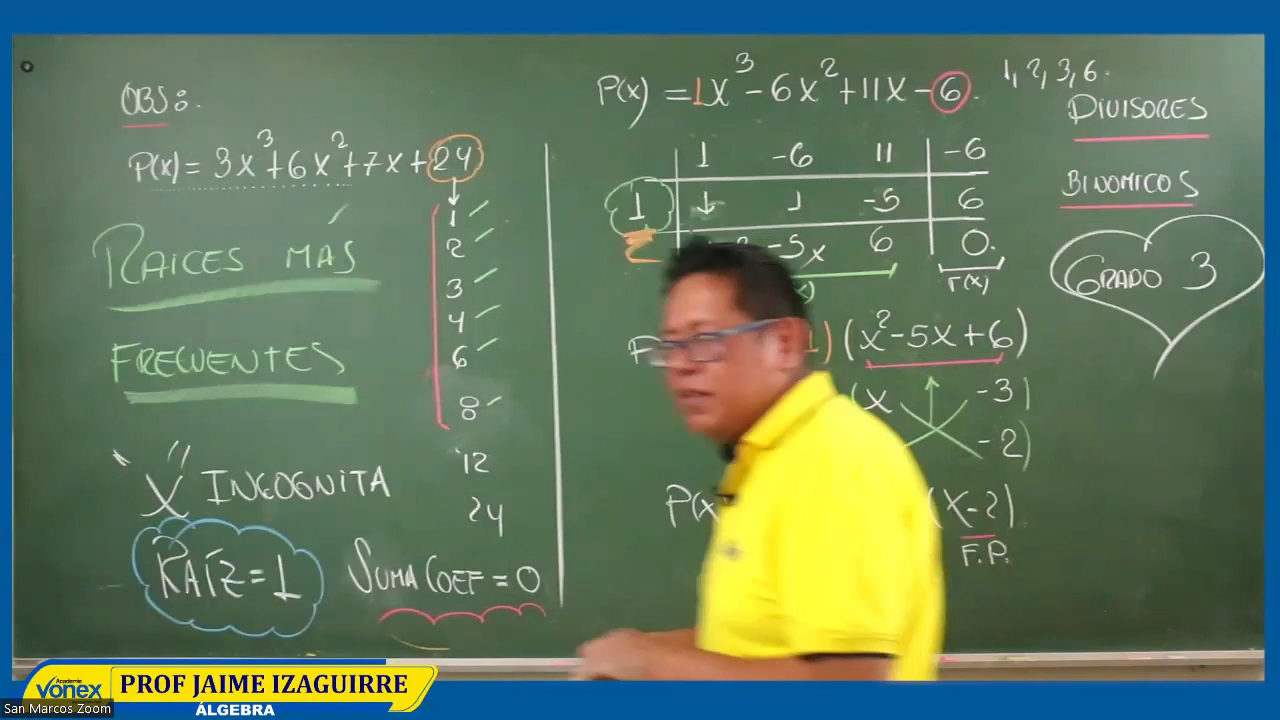 OBS:.
P(x) = 3x³+6x²+7x+24
1
2
3
4
6
8
12
24
RAICES MÁS
FRECUENTES
"X" INCOGNITA
RAÍZ = 1
SUMA COEF = 0
P(x) = 1x³-6x²+11x-6.
1, 2, 3, 6.
1 -6 11 -6
1 ↓ 1 -5 6
-5x 6 0.
r(x)
1) (x²-5x+6)
(x -3)
-2)
P(x
(x-2)
F.P.
DIVISORES
BINOMICOS
GRADO 3
Academia
vonex
PROF JAIME IZAGUIRRE
ÁLGEBRA
San Marcos Zoom